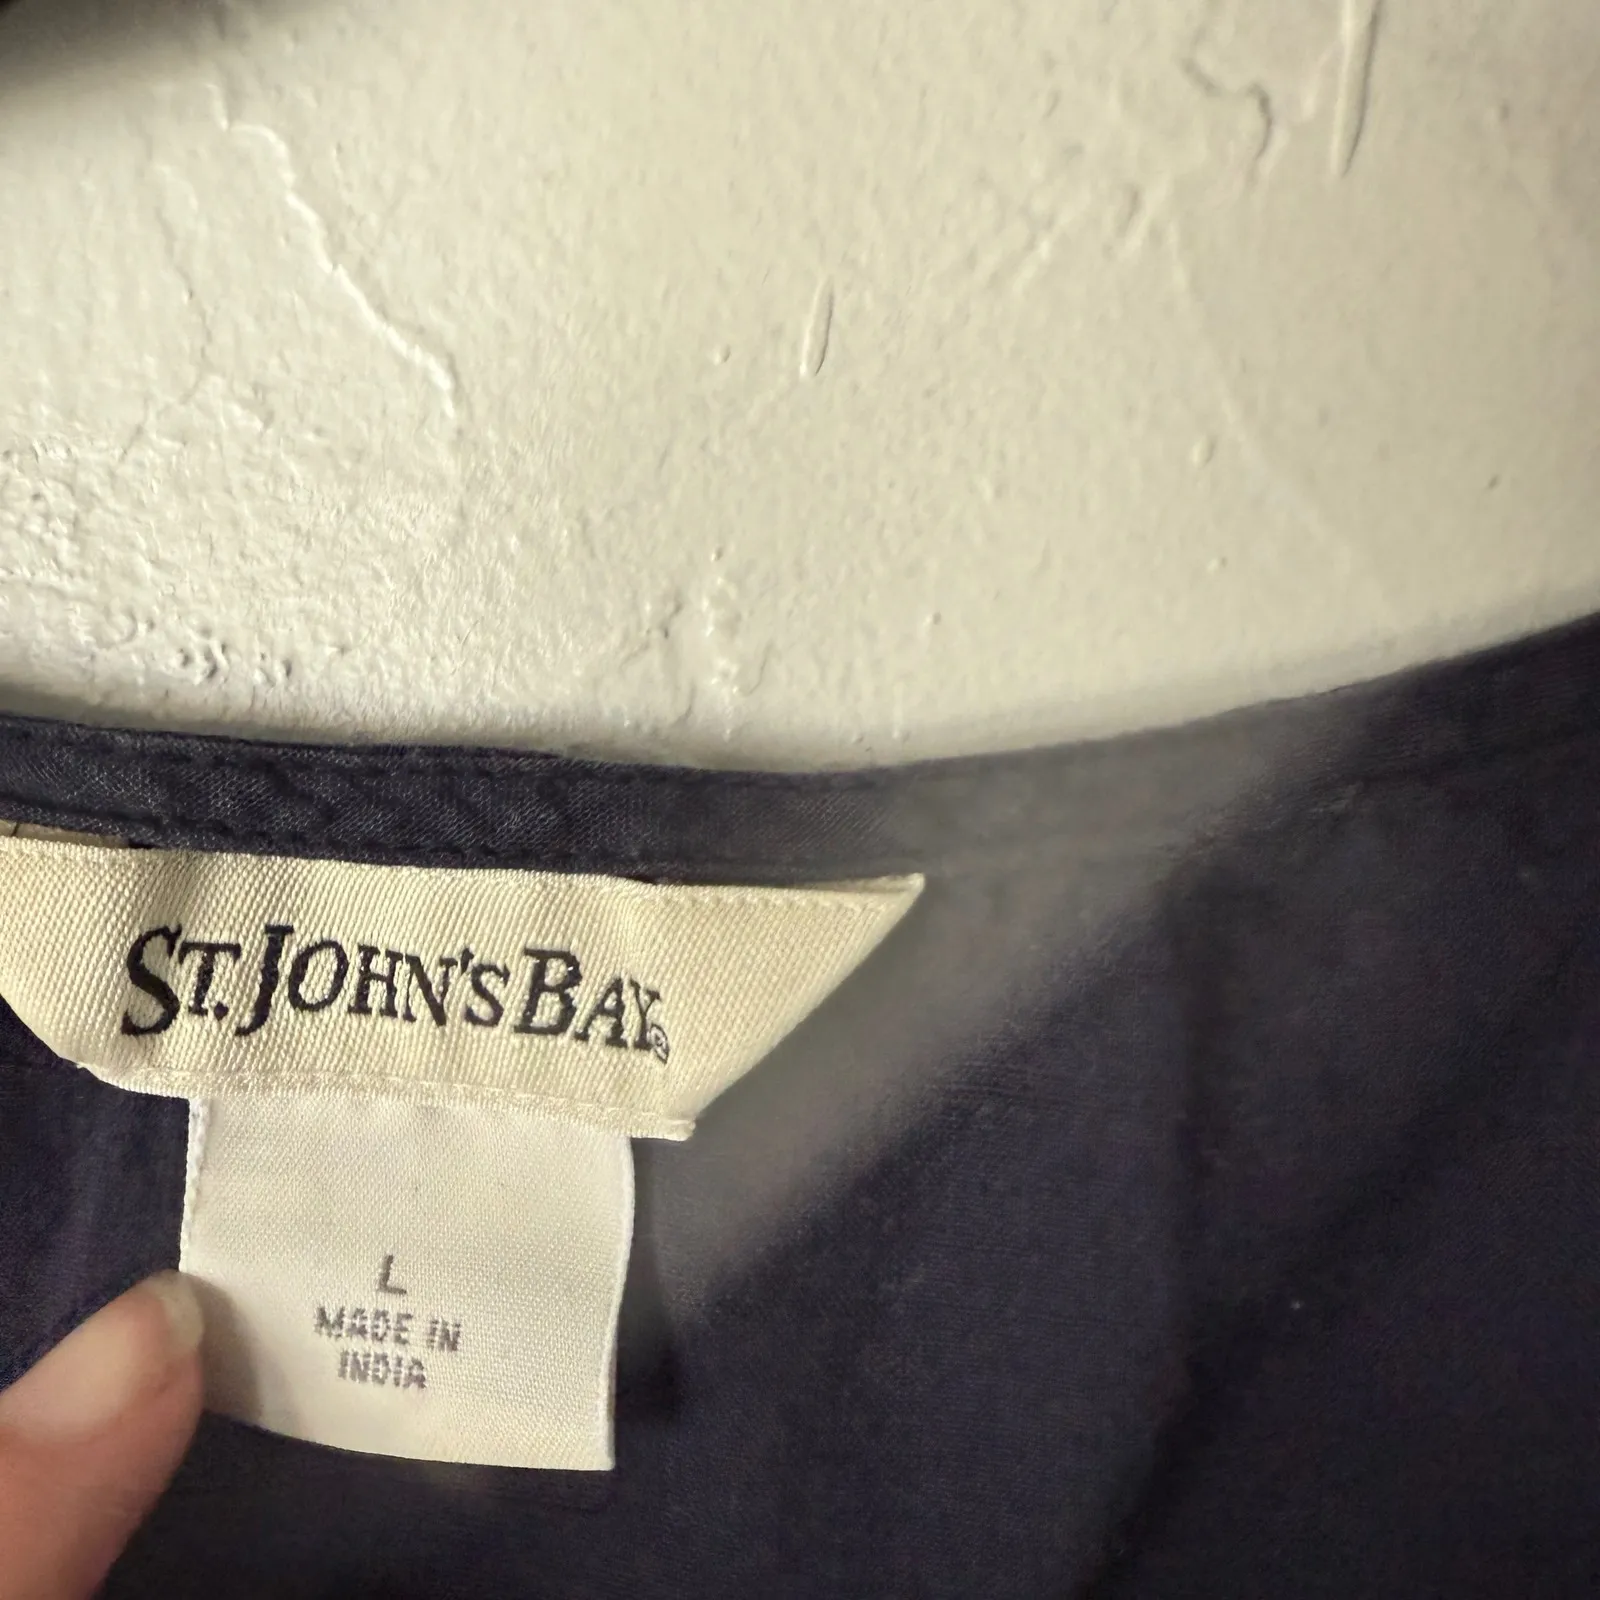 ST. JOHN'S BAY®
L
MADE IN
INDIA